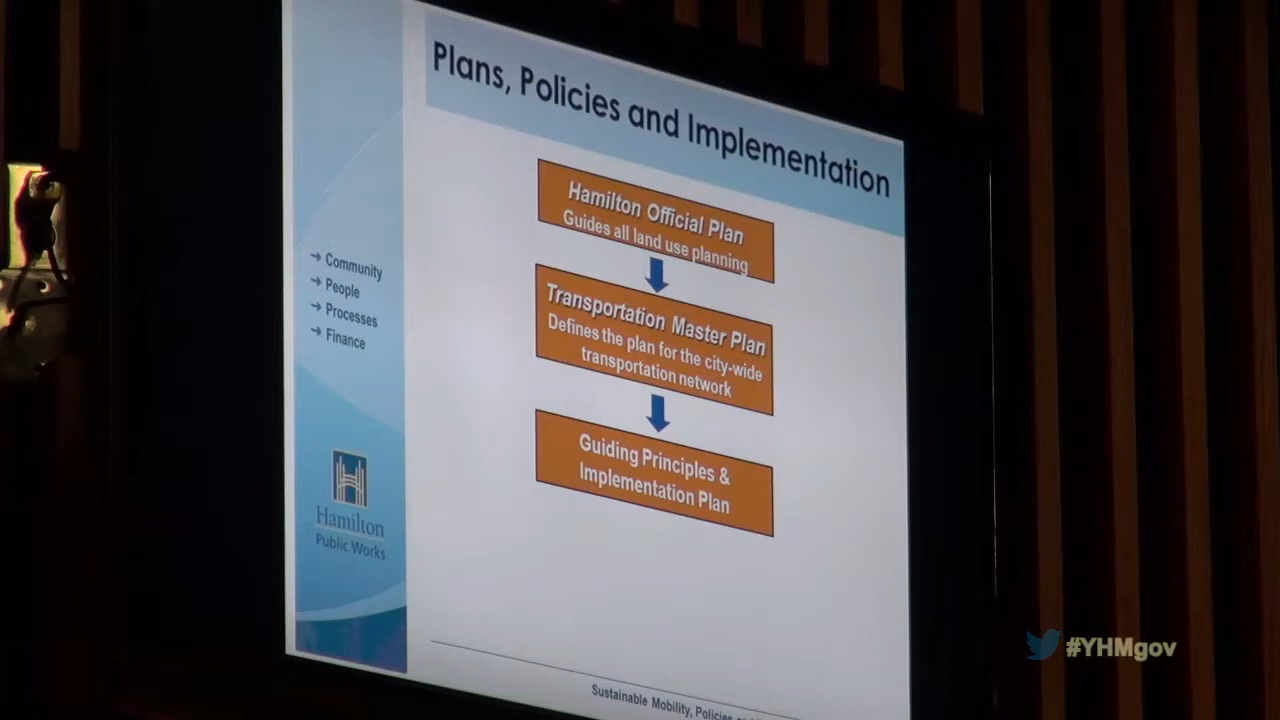 Plans, Policies and Implementation
Hamilton Official Plan
Guides all land use planning
Transportation Master Plan
Defines the plan for the city-wide
transportation network
Guiding Principles &
Implementation Plan
→ Community
→ People
→ Processes
→ Finance
Hamilton
Public Works
Sustainable Mobility, Policies
#YHMgov